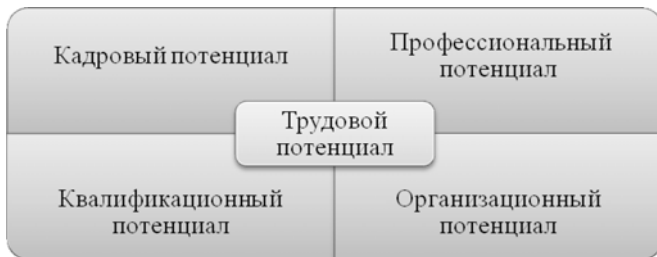 Кадровый потенциал
Профессиональный
потенциал
Трудовой
потенциал
Квалификационный
потенциал
Организационный
потенциал